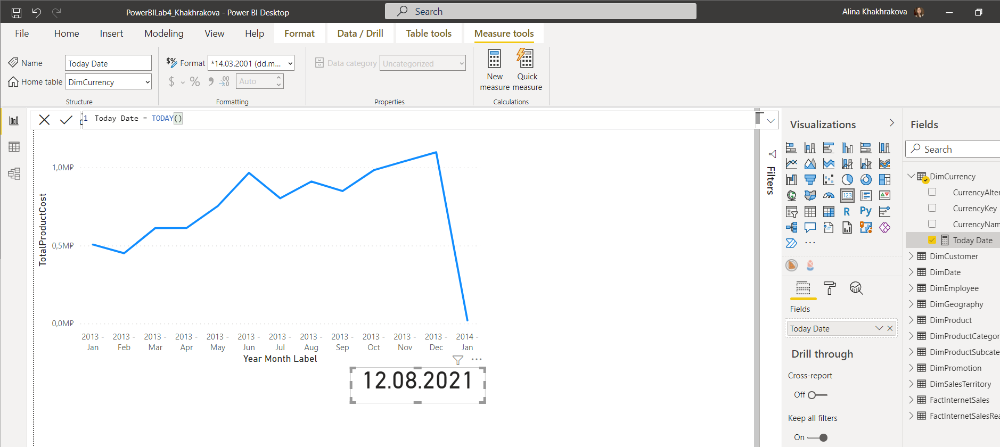 PowerBILab4_Khakhrakova - Power BI Desktop
Search
Alina Khakhrakova
File
Home
Insert
Modeling
View
Help
Format
Data / Drill
Table tools
Measure tools
Name
Today Date
Home table
DimCurrency
Structure
$%
Format
*14.03.2001 (dd.m...
$
%
,
.00
Auto
Formatting
Data category
Uncategorized
Properties
New
measure
Quick
measure
Calculations
1 Today Date = TODAY()
TotalProductCost
1,0M₽
0,5M₽
0,0M₽
2013 -
Jan
2013 -
Feb
2013 -
Mar
2013 -
Apr
2013 -
May
2013 -
Jun
2013 -
Jul
2013 -
Aug
2013 -
Sep
2013 -
Oct
2013 -
Nov
2013 -
Dec
2014 -
Jan
Year Month Label
12.08.2021
Filters
Visualizations
123
R
Py
...
Fields
Today Date
Drill through
Cross-report
Off
Keep all filters
On
Fields
Search
DimCurrency
CurrencyAlter
CurrencyKey
CurrencyNam
Today Date
DimCustomer
DimDate
DimEmployee
DimGeography
DimProduct
DimProductCategor
DimProductSubcate
DimPromotion
DimSalesTerritory
FactInternetSales
FactInternetSalesRea